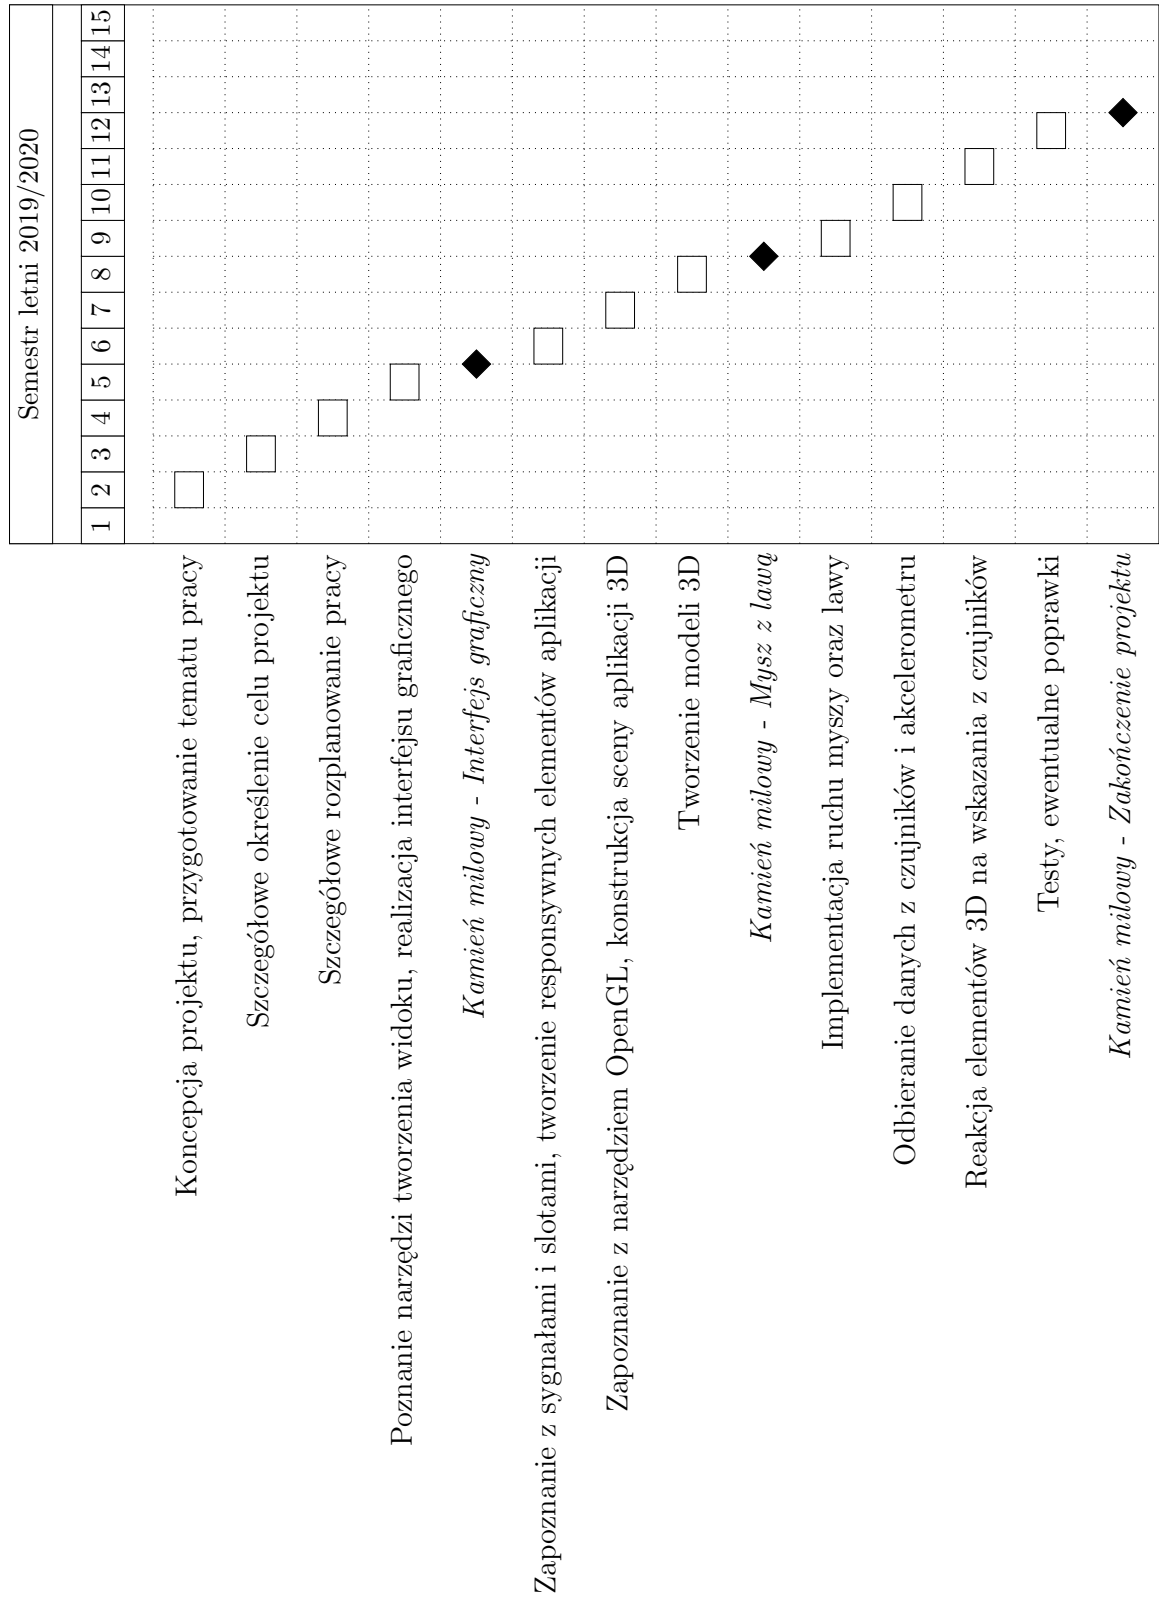 Semestr letni 2019/2020
1 2 3 4 5 6 7 8 9 10 11 12 13 14 15
Koncepcja projektu, przygotowanie tematu pracy
Szczegółowe określenie celu projektu
Szczegółowe rozplanowanie pracy
Poznanie narzędzi tworzenia widoku, realizacja interfejsu graficznego
Kamień milowy - Interfejs graficzny
Zapoznanie z sygnałami i slotami, tworzenie responsywnych elementów aplikacji
Zapoznanie z narzędziem OpenGL, konstrukcja sceny aplikacji 3D
Tworzenie modeli 3D
Kamień milowy - Mysz z lawą
Implementacja ruchu myszy oraz lawy
Odbieranie danych z czujników i akcelerometru
Reakcja elementów 3D na wskazania z czujników
Testy, ewentualne poprawki
Kamień milowy - Zakończenie projektu